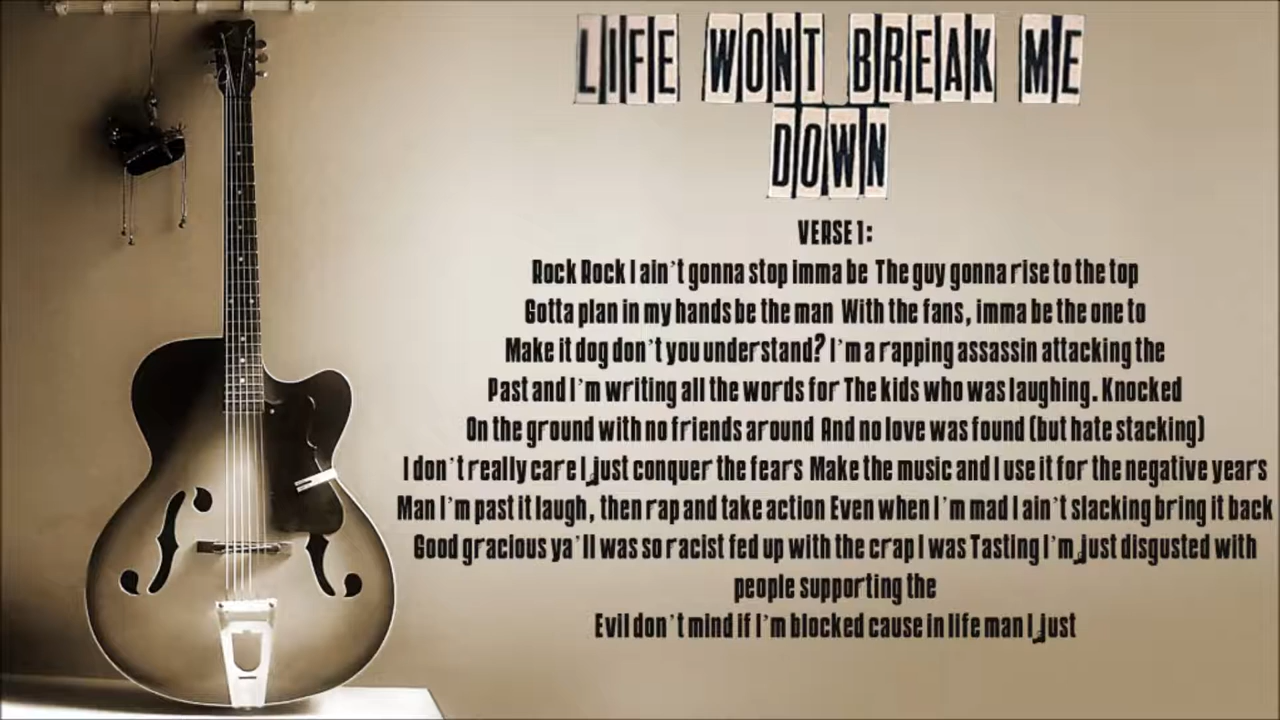 LIFE WONT BREAK ME
DOWN
VERSE 1:
Rock Rock I ain't gonna stop imma be The guy gonna rise to the top
Gotta plan in my hands be the man With the fans, imma be the one to
Make it dog don't you understand? I'm a rapping assassin attacking the
Past and I'm writing all the words for The kids who was laughing. Knocked
On the ground with no friends around And no love was found (but hate stacking)
I don't really care I just conquer the fears Make the music and I use it for the negative years
Man I'm past it laugh, then rap and take action Even when I'm mad I ain't slacking bring it back
Good gracious ya'll was so racist fed up with the crap I was Tasting I'm just disgusted with
people supporting the
Evil don't mind if I'm blocked cause in life man I just